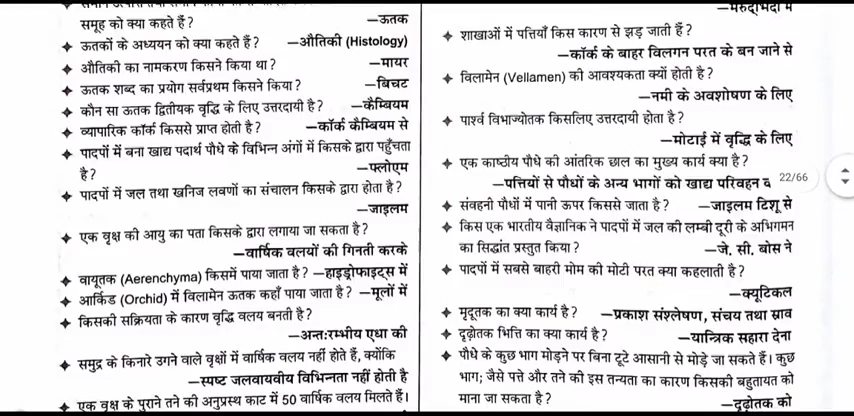 समूह को क्या कहते हैं? —ऊतक
❖ ऊतकों के अध्ययन को क्या कहते हैं? —औतिकी (Histology)
❖ औतिकी का नामकरण किसने किया था? —मायर
❖ ऊतक शब्द का प्रयोग सर्वप्रथम किसने किया? —बिचट
❖ कौन सा ऊतक द्वितीयक वृद्धि के लिए उत्तरदायी है? —कैम्बियम
❖ व्यापारिक कॉर्क किससे प्राप्त होती है? —कॉर्क कैम्बियम से
❖ पादपों में बना खाद्य पदार्थ पौधे के विभिन्न अंगों में किसके द्वारा पहुँचता
है? —फ्लोएम
❖ पादपों में जल तथा खनिज लवणों का संचालन किसके द्वारा होता है?
—जाइलम
❖ एक वृक्ष की आयु का पता किसके द्वारा लगाया जा सकता है?
—वार्षिक वलयों की गिनती करके
❖ वायूतक (Aerenchyma) किसमें पाया जाता है? —हाइड्रोफाइट्स में
❖ आर्किड (Orchid) में विलामेन ऊतक कहाँ पाया जाता है? —मूलों में
❖ किसकी सक्रियता के कारण वृद्धि वलय बनती है?
—अन्तःरम्भीय एधा की
❖ समुद्र के किनारे उगने वाले वृक्षों में वार्षिक वलय नहीं होते हैं, क्योंकि
—स्पष्ट जलवायवीय विभिन्नता नहीं होती है
❖ एक वृक्ष के पुराने तने की अनुप्रस्थ काट में 50 वार्षिक वलय मिलते हैं।
❖ शाखाओं में पत्तियाँ किस कारण से झड़ जाती हैं?
—कॉर्क के बाहर विलगन परत के बन जाने से
❖ विलामेन (Vellamen) की आवश्यकता क्यों होती है?
—नमी के अवशोषण के लिए
❖ पार्श्व विभाज्योतक किसलिए उत्तरदायी होता है?
—मोटाई में वृद्धि के लिए
❖ एक काष्ठीय पौधे की आंतरिक छाल का मुख्य कार्य क्या है?
—पत्तियों से पौधों के अन्य भागों को खाद्य परिवहन व 22/66
❖ संवहनी पौधों में पानी ऊपर किससे जाता है? —जाइलम टिशू से
❖ किस एक भारतीय वैज्ञानिक ने पादपों में जल की लम्बी दूरी के अभिगमन
का सिद्धांत प्रस्तुत किया? —जे. सी. बोस ने
❖ पादपों में सबसे बाहरी मोम की मोटी परत क्या कहलाती है?
—क्यूटिकल
❖ मृदूतक का क्या कार्य है? —प्रकाश संश्लेषण, संचय तथा स्राव
❖ दृढ़ोतक भित्ति का क्या कार्य है? —यान्त्रिक सहारा देना
❖ पौधे के कुछ भाग मोड़ने पर बिना टूटे आसानी से मोड़े जा सकते हैं। कुछ
भाग; जैसे पत्ते और तने की इस तन्यता का कारण किसकी बहुतायत को
माना जा सकता है? —दृढ़ोतक को